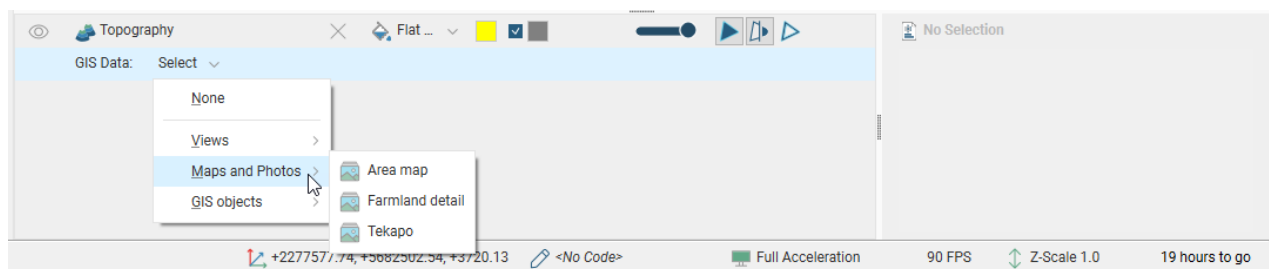 Topography Flat ... No Selection
GIS Data: Select
None
Views
Maps and Photos Area map
GIS objects Farmland detail
Tekapo
+2277577.74, +5682502.54, +3720.13 <No Code> Full Acceleration 90 FPS Z-Scale 1.0 19 hours to go